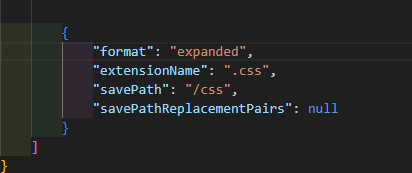 {
"format": "expanded",
"extensionName": ".css",
"savePath": "/css",
"savePathReplacementPairs": null
}
]
}